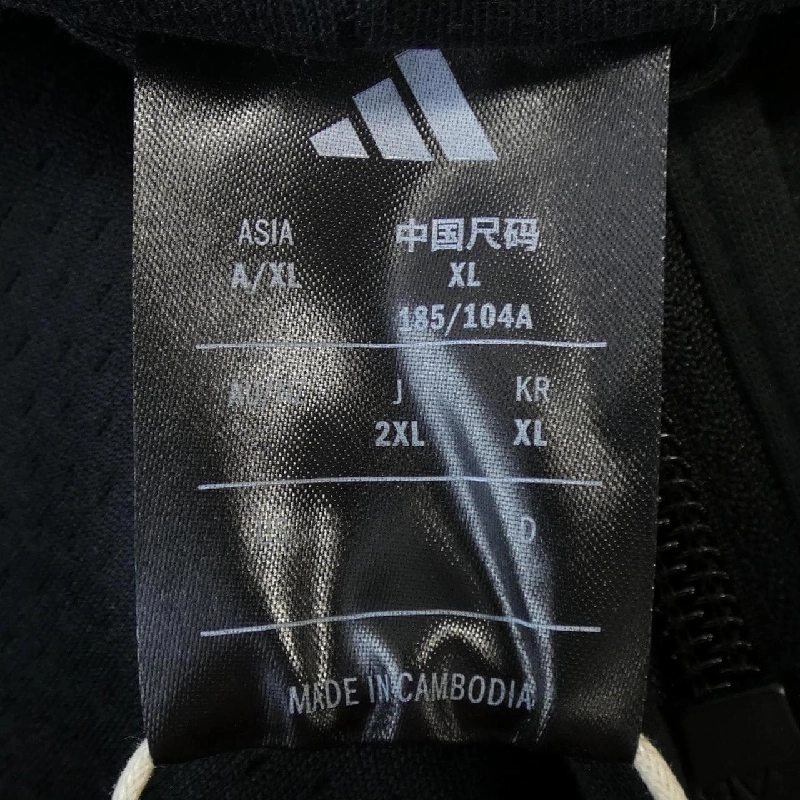 ASIA 中国尺码
A/XL XL
185/104A
J KR
2XL XL
D
MADE IN CAMBODIA